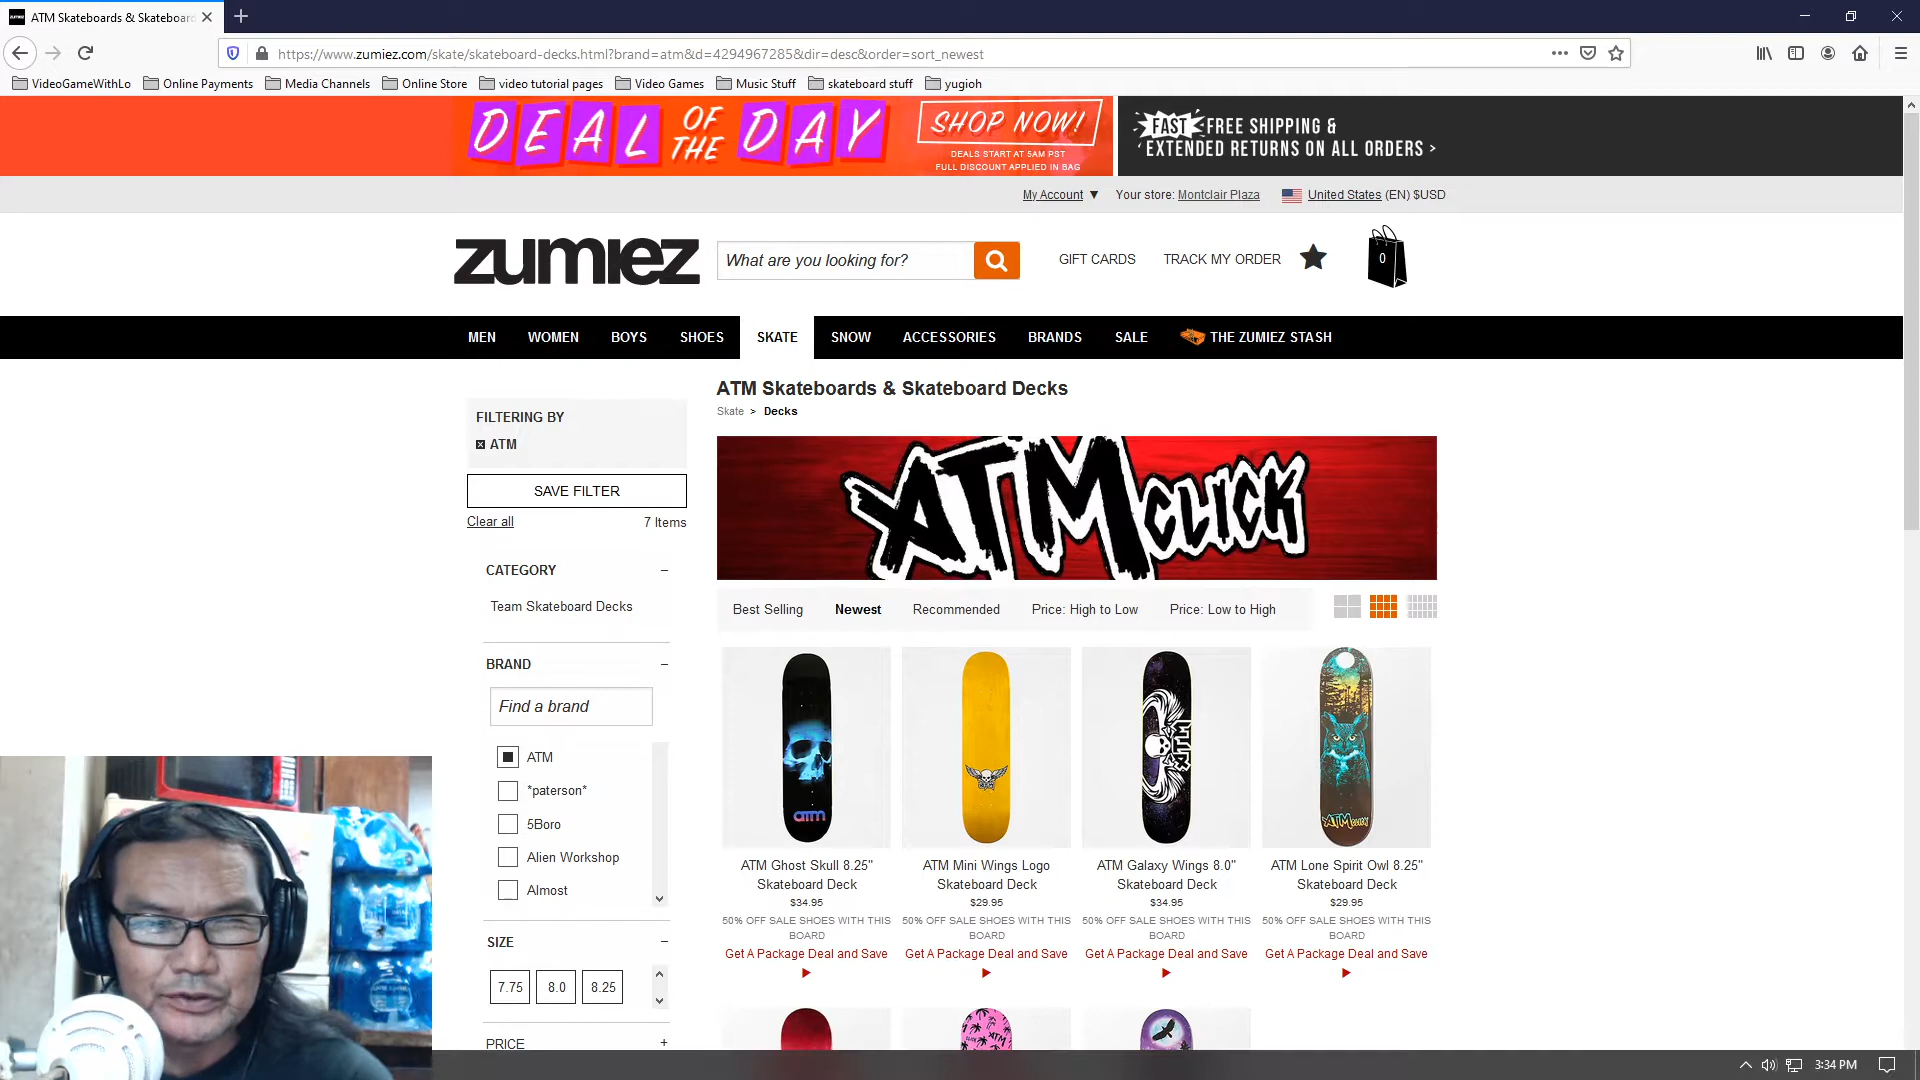 ATM Skateboards & Skateboard
https://www.zumiez.com/skate/skateboard-decks.html?brand=atm&d=4294967285&dir=desc&order=sort_newest
VideoGameWithLo Online Payments Media Channels Online Store video tutorial pages Video Games Music Stuff skateboard stuff yugioh
DEAL OF THE DAY
SHOP NOW!
DEALS START AT 5AM PST
FULL DISCOUNT APPLIED IN BAG
FAST FREE SHIPPING &
EXTENDED RETURNS ON ALL ORDERS >
My Account ▼ Your store: Montclair Plaza United States (EN) $USD
zumiez
What are you looking for?
GIFT CARDS TRACK MY ORDER 0
MEN WOMEN BOYS SHOES SKATE SNOW ACCESSORIES BRANDS SALE THE ZUMIEZ STASH
ATM Skateboards & Skateboard Decks
Skate > Decks
FILTERING BY
ATM
SAVE FILTER
Clear all 7 Items
CATEGORY
Team Skateboard Decks
BRAND
Find a brand
ATM
*paterson*
5Boro
Alien Workshop
Almost
SIZE
7.75 8.0 8.25
PRICE
ATM CLICK
Best Selling Newest Recommended Price: High to Low Price: Low to High
atm
ATM
ATM CLICK
ATM Ghost Skull 8.25"
Skateboard Deck
$34.95
50% OFF SALE SHOES WITH THIS
BOARD
Get A Package Deal and Save
ATM Mini Wings Logo
Skateboard Deck
$29.95
50% OFF SALE SHOES WITH THIS
BOARD
Get A Package Deal and Save
ATM Galaxy Wings 8.0"
Skateboard Deck
$34.95
50% OFF SALE SHOES WITH THIS
BOARD
Get A Package Deal and Save
ATM Lone Spirit Owl 8.25"
Skateboard Deck
$29.95
50% OFF SALE SHOES WITH THIS
BOARD
Get A Package Deal and Save
3:34 PM